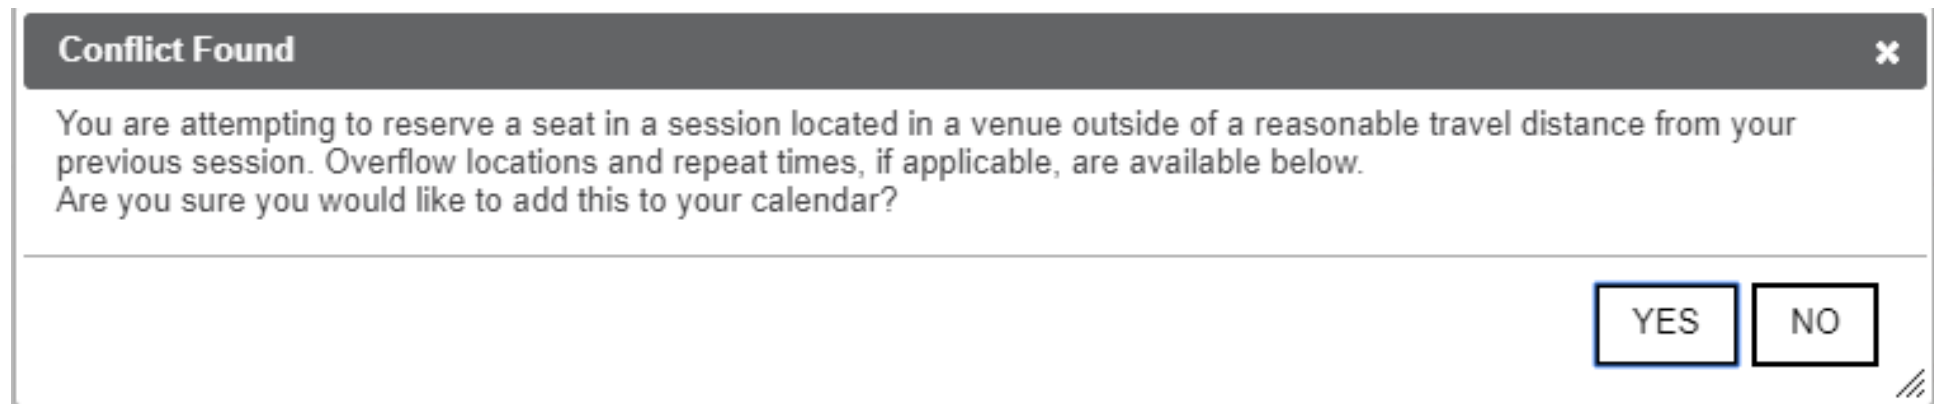 Conflict Found
You are attempting to reserve a seat in a session located in a venue outside of a reasonable travel distance from your
previous session. Overflow locations and repeat times, if applicable, are available below.
Are you sure you would like to add this to your calendar?
YES NO